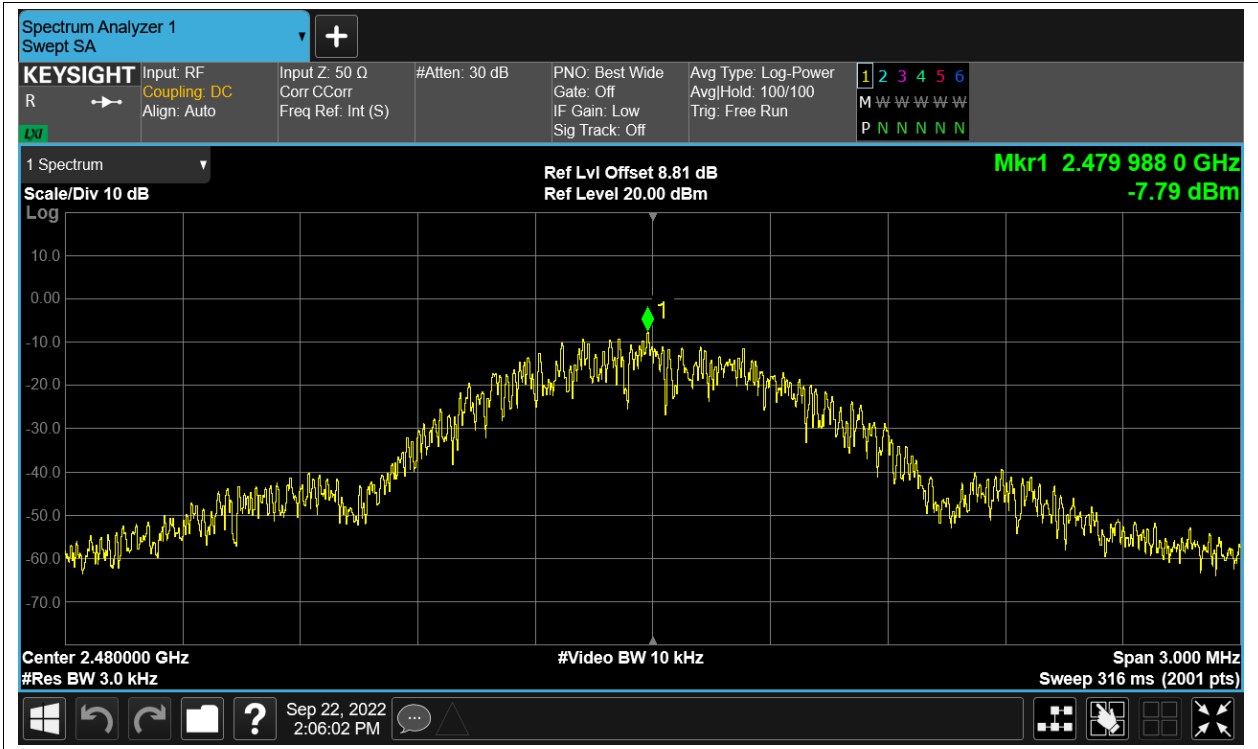 Spectrum Analyzer 1
Swept SA
+
KEYSIGHT
R
LXI
Input: RF
Coupling: DC
Align: Auto
Input Z: 50 Ω
Corr CCorr
Freq Ref: Int (S)
#Atten: 30 dB
PNO: Best Wide
Gate: Off
IF Gain: Low
Sig Track: Off
Avg Type: Log-Power
Avg|Hold: 100/100
Trig: Free Run
1 2 3 4 5 6
M W W W W W
P N N N N N
1 Spectrum
Scale/Div 10 dB
Log
Ref Lvl Offset 8.81 dB
Ref Level 20.00 dBm
Mkr1 2.479 988 0 GHz
-7.79 dBm
10.0
0.00
-10.0
-20.0
-30.0
-40.0
-50.0
-60.0
-70.0
1
Center 2.480000 GHz
#Res BW 3.0 kHz
#Video BW 10 kHz
Span 3.000 MHz
Sweep 316 ms (2001 pts)
?
Sep 22, 2022
2:06:02 PM